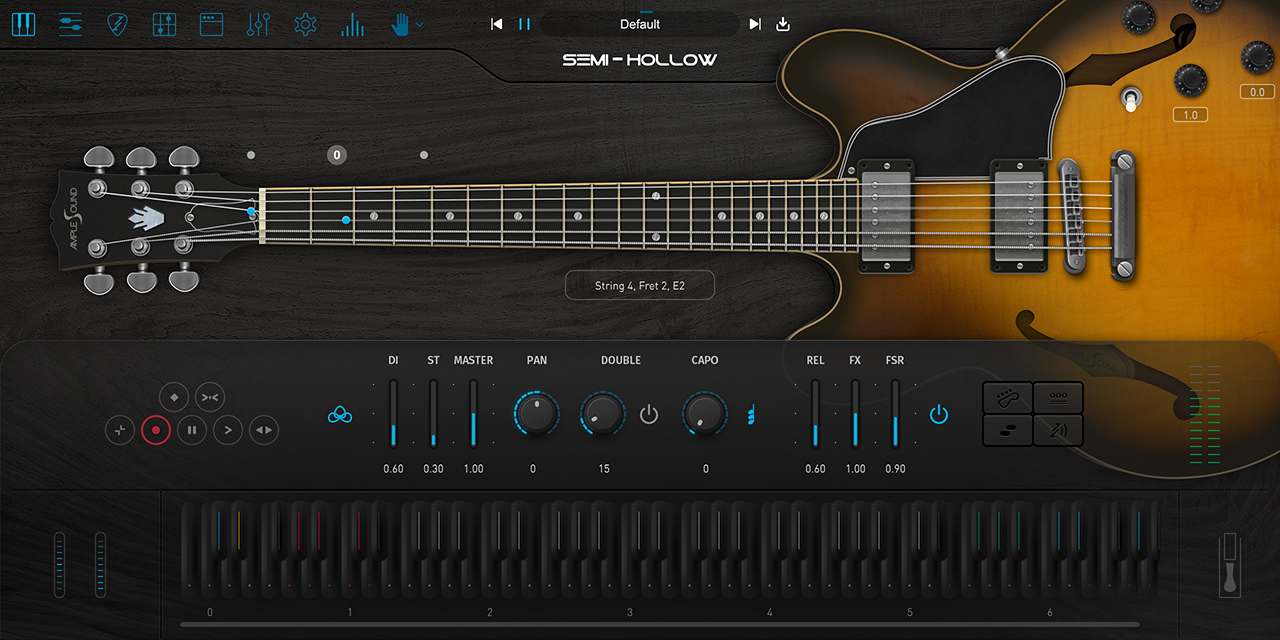 Default
SEMI-HOLLOW
0.0
1.0
0
AMPLE SOUND
String 4, Fret 2, E2
DI ST MASTER PAN DOUBLE CAPO REL FX FSR
0.60 0.30 1.00 0 15 0 0.60 1.00 0.90
0 1 2 3 4 5 6